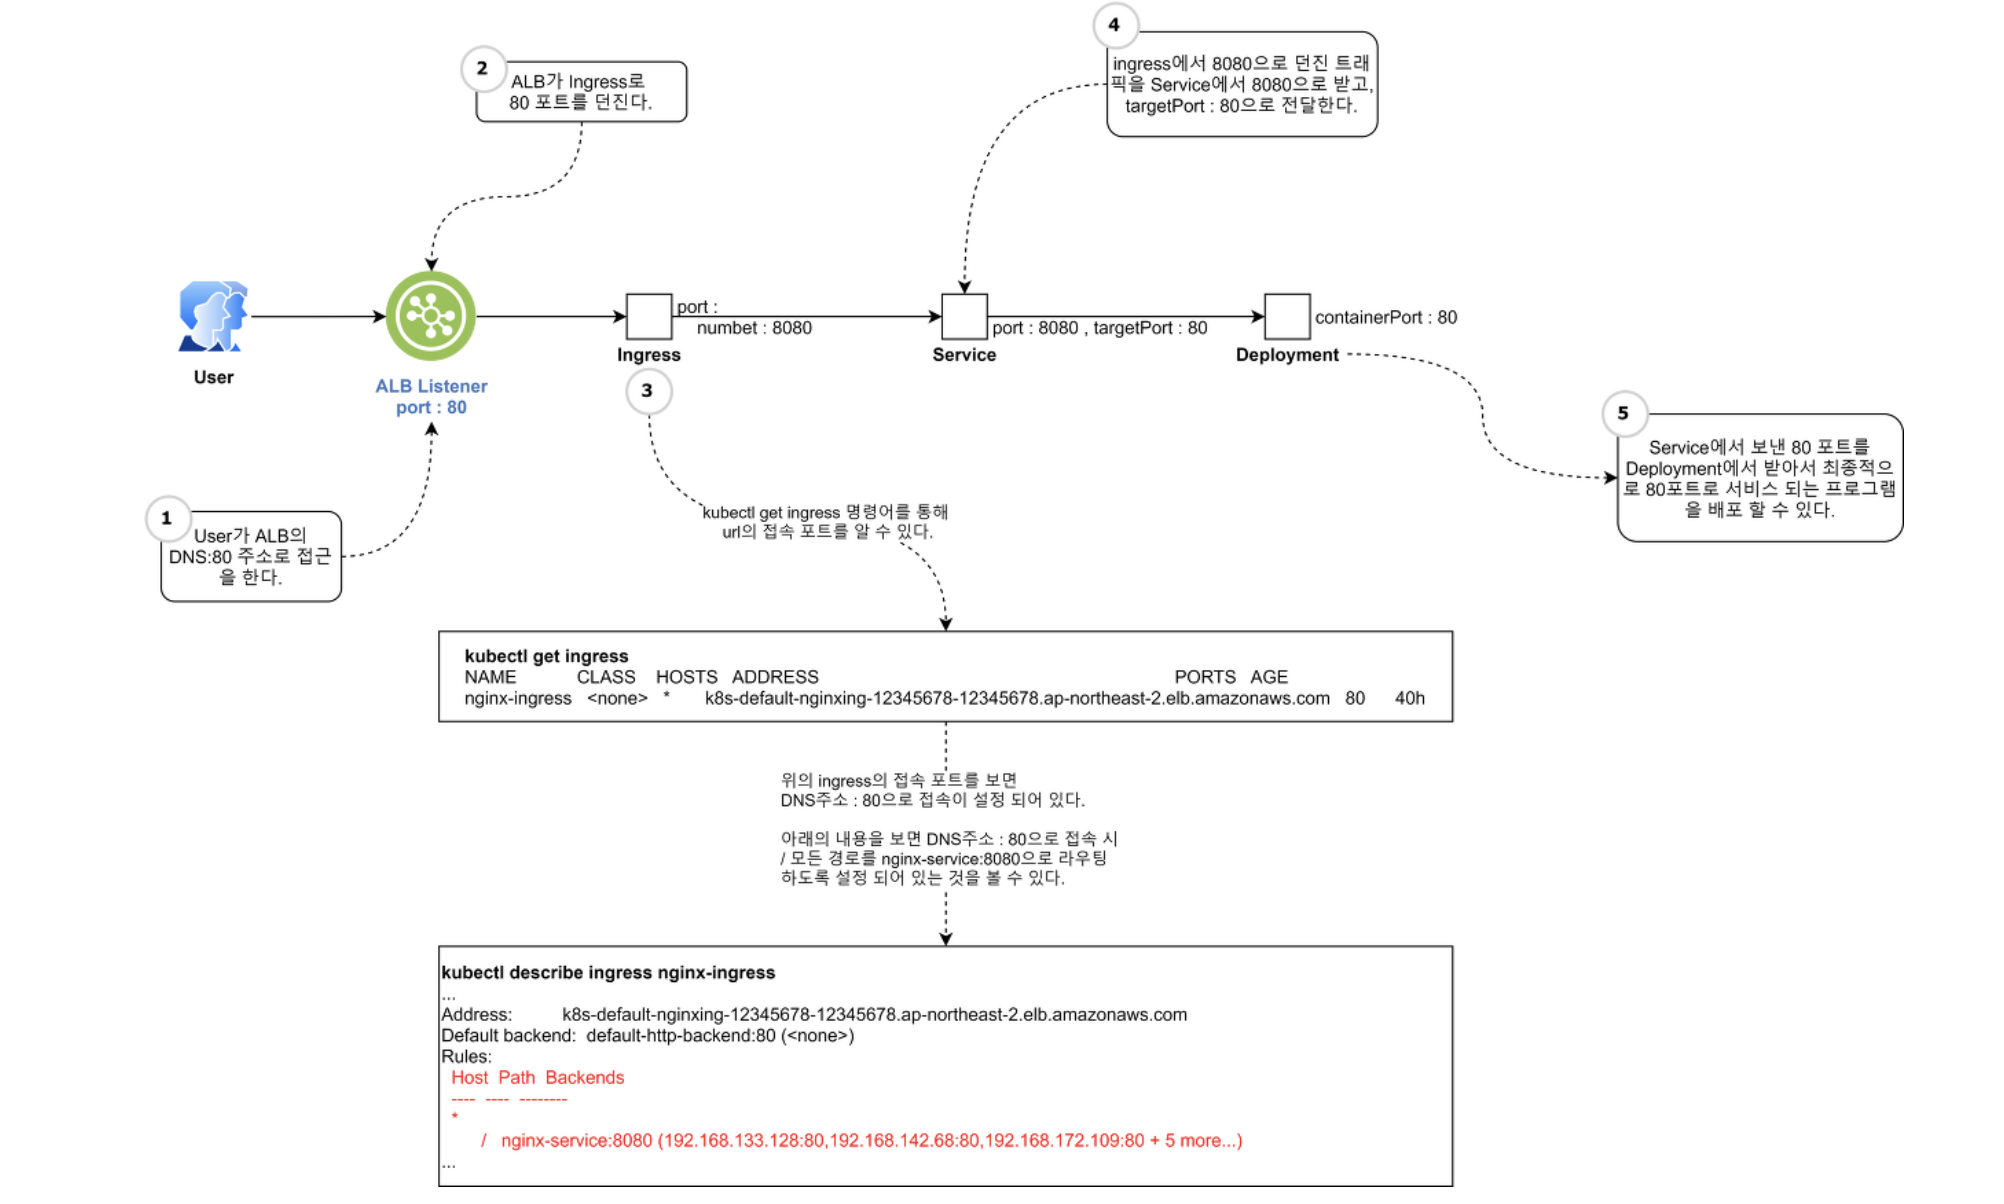 4
ingress에서 8080으로 던진 트래
픽을 Service에서 8080으로 받고,
targetPort : 80으로 전달한다.
2
ALB가 Ingress로
80 포트를 던진다.
port :
numbet : 8080
port : 8080 , targetPort : 80
containerPort : 80
User
ALB Listener
port : 80
Ingress
Service
Deployment
3
5
Service에서 보낸 80 포트를
Deployment에서 받아서 최종적으
로 80포트로 서비스 되는 프로그램
을 배포 할 수 있다.
1
User가 ALB의
DNS:80 주소로 접근
을 한다.
kubectl get ingress 명령어를 통해
url의 접속 포트를 알 수 있다.
kubectl get ingress
NAME CLASS HOSTS ADDRESS PORTS AGE
nginx-ingress <none> * k8s-default-nginxing-12345678-12345678.ap-northeast-2.elb.amazonaws.com 80 40h
위의 ingress의 접속 포트를 보면
DNS주소 : 80으로 접속이 설정 되어 있다.
아래의 내용을 보면 DNS주소 : 80으로 접속 시
/ 모든 경로를 nginx-service:8080으로 라우팅
하도록 설정 되어 있는 것을 볼 수 있다.
kubectl describe ingress nginx-ingress
...
Address: k8s-default-nginxing-12345678-12345678.ap-northeast-2.elb.amazonaws.com
Default backend: default-http-backend:80 (<none>)
Rules:
Host Path Backends
---- ---- --------
*
/ nginx-service:8080 (192.168.133.128:80,192.168.142.68:80,192.168.172.109:80 + 5 more...)
...